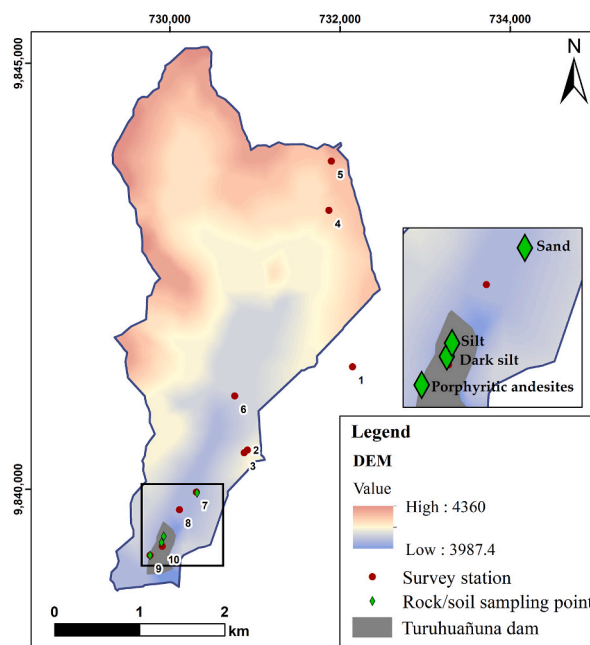 730,000 732,000 734,000
9,845,000
N
5
4
Sand
Silt
Dark silt
Porphyritic andesites
1
6
2
3
9,840,000
7
8
10
9
Legend
DEM
Value
High : 4360
Low : 3987.4
Survey station
Rock/soil sampling point
Turuhuañuna dam
0 1 2
km